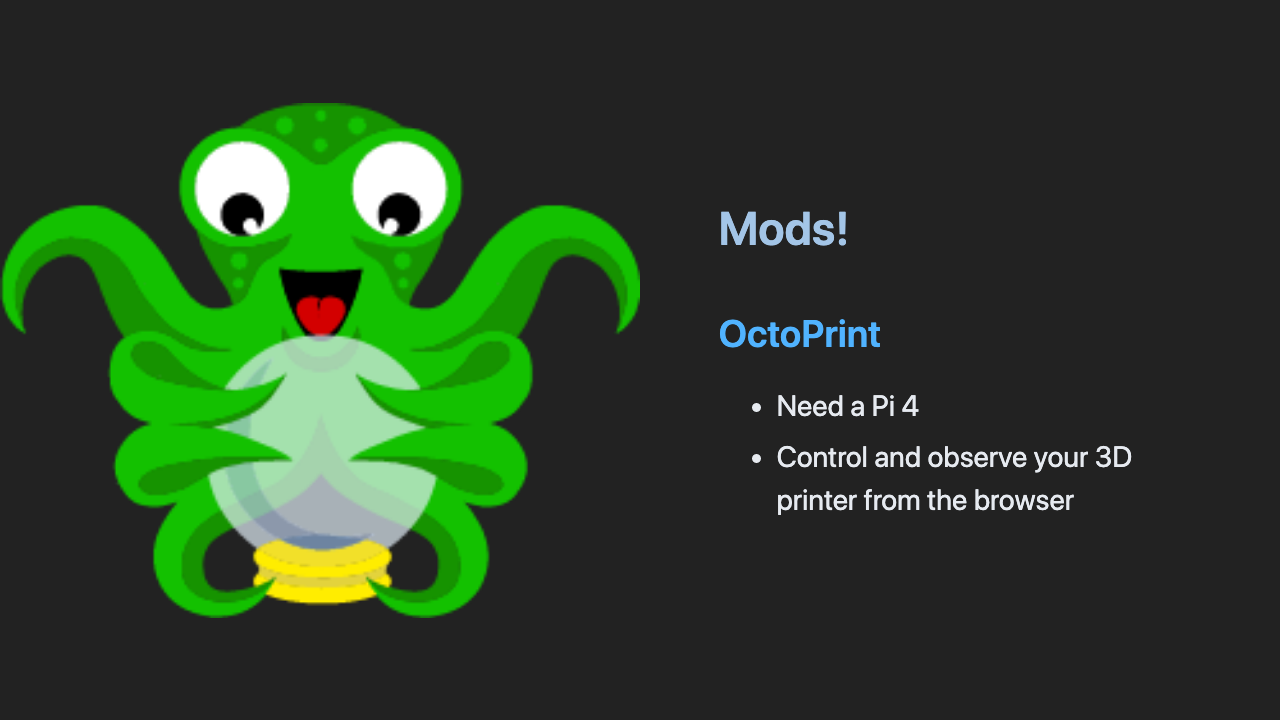 Mods!
OctoPrint
• Need a Pi 4
• Control and observe your 3D
printer from the browser